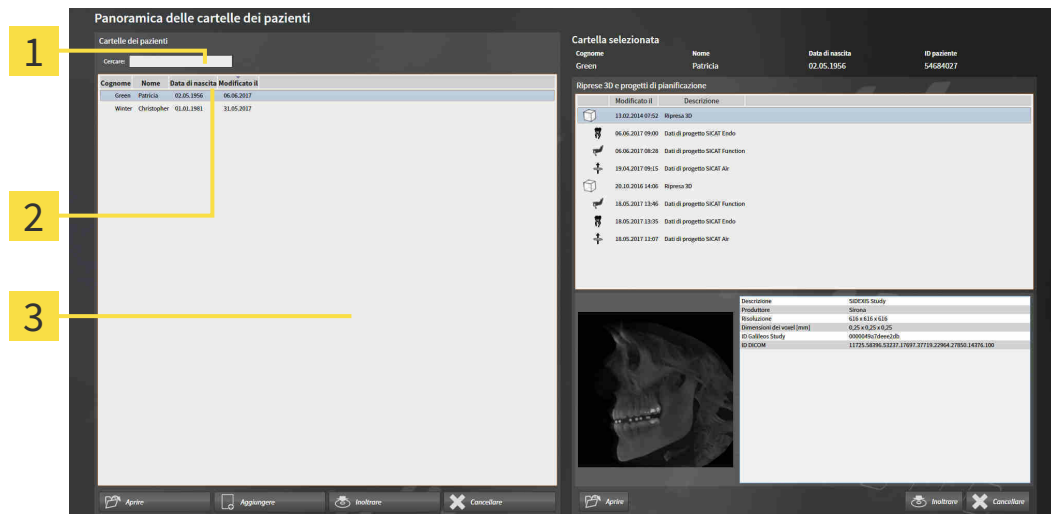 Panoramica delle cartelle dei pazienti
Cartelle dei pazienti
Cercare:
Cognome Nome Data di nascita Modificato il
Green Patricia 02.05.1956 06.06.2017
Winter Christopher 01.01.1981 31.05.2017
1
2
3
Aprire
Aggiungere
Inoltrare
Cancellare
Cartella selezionata
Cognome Nome Data di nascita ID paziente
Green Patricia 02.05.1956 54684027
Riprese 3D e progetti di pianificazione
Modificato il Descrizione
13.02.2014 07:52 Ripresa 3D
06.06.2017 09:00 Dati di progetto SICAT Endo
06.06.2017 08:28 Dati di progetto SICAT Function
19.04.2017 09:15 Dati di progetto SICAT Air
20.10.2016 14:06 Ripresa 3D
16.05.2017 13:46 Dati di progetto SICAT Function
18.05.2017 13:35 Dati di progetto SICAT Endo
18.05.2017 11:07 Dati di progetto SICAT Air
Descrizione SIDEXIS Study
Produttore Sirona
Risoluzione 616 x 616 x 616
Dimensioni dei voxel [mm] 0,25 x 0,25 x 0,25
ID Galileos Study 0000049a7deee2db
ID DICOM 11725.58396.53237.17697.37719.22964.27850.14376.100
Aprire
Inoltrare
Cancellare